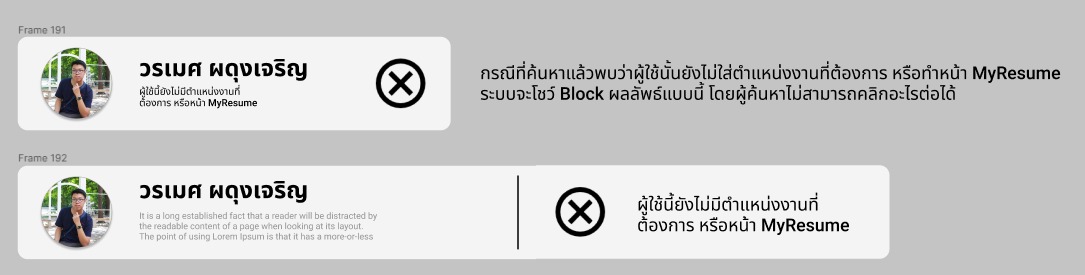 Frame 191
วรเมศ ผดุงเจริญ
ผู้ใช้นี้ยังไม่มีตำแหน่งงานที่
ต้องการ หรือหน้า MyResume
กรณีที่ค้นหาแล้วพบว่าผู้ใช้นั้นยังไม่ใส่ตำแหน่งงานที่ต้องการ หรือทำหน้า MyResume
ระบบจะโชว์ Block ผลลัพธ์แบบนี้ โดยผู้ค้นหาไม่สามารถคลิกอะไรต่อได้
Frame 192
วรเมศ ผดุงเจริญ
It is a long established fact that a reader will be distracted by
the readable content of a page when looking at its layout.
The point of using Lorem Ipsum is that it has a more-or-less
ผู้ใช้นี้ยังไม่มีตำแหน่งงานที่
ต้องการ หรือหน้า MyResume